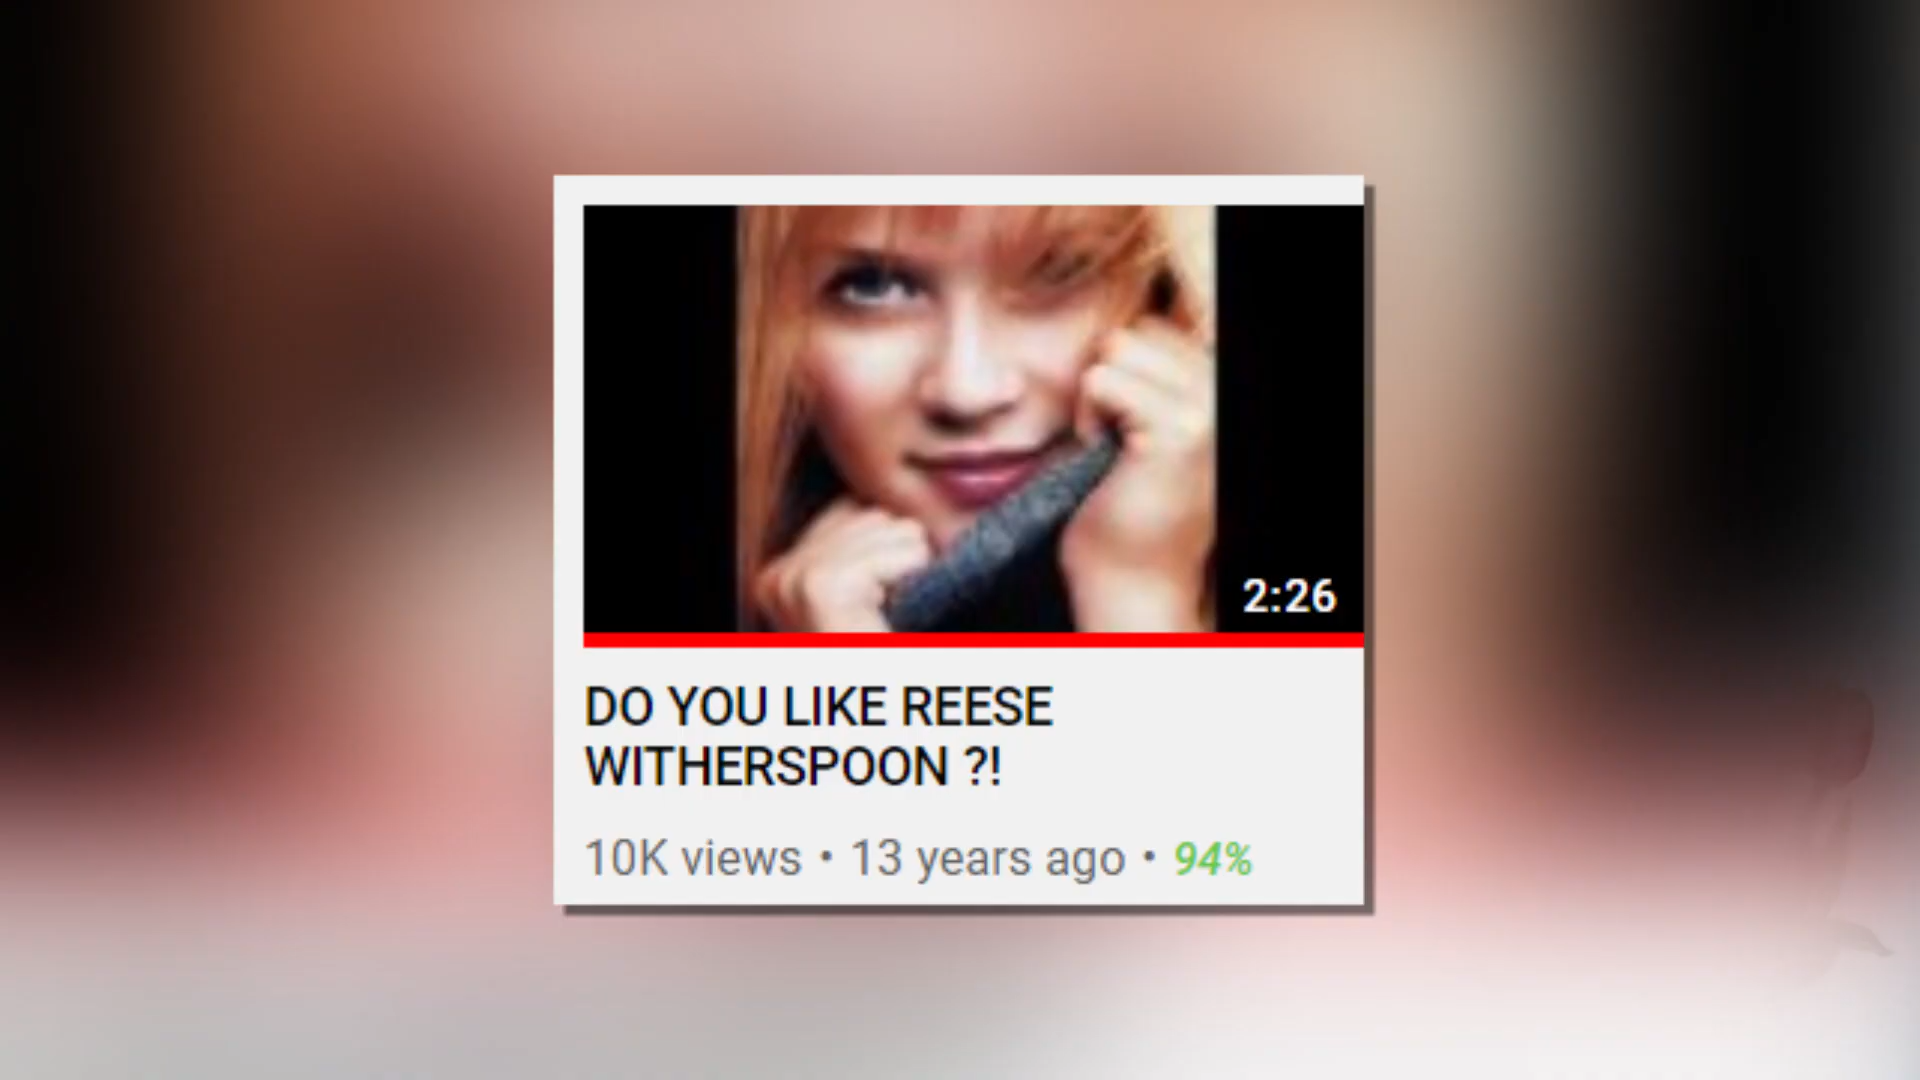 2:26
DO YOU LIKE REESE
WITHERSPOON ?!
10K views • 13 years ago • 94%